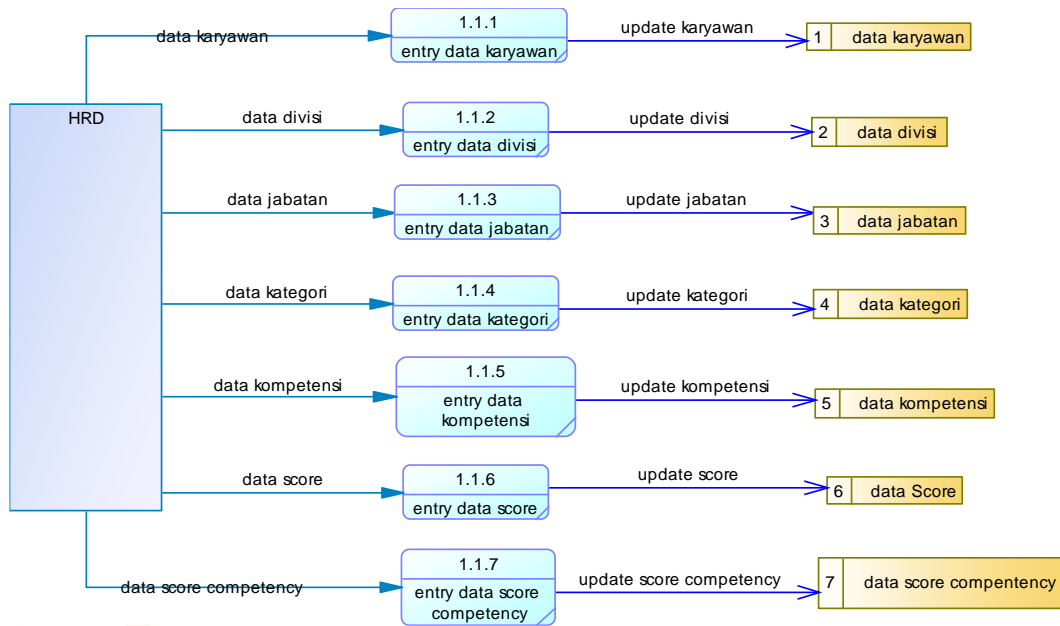 1.1.1
data karyawan
update karyawan
1 data karyawan
entry data karyawan
HRD
data divisi
1.1.2
update divisi
2 data divisi
entry data divisi
data jabatan
1.1.3
update jabatan
3 data jabatan
entry data jabatan
data kategori
1.1.4
update kategori
4 data kategori
entry data kategori
data kompetensi
1.1.5
update kompetensi
5 data kompetensi
entry data
kompetensi
data score
1.1.6
update score
6 data Score
entry data score
data score competency
1.1.7
update score competency
7 data score compentency
entry data score
competency